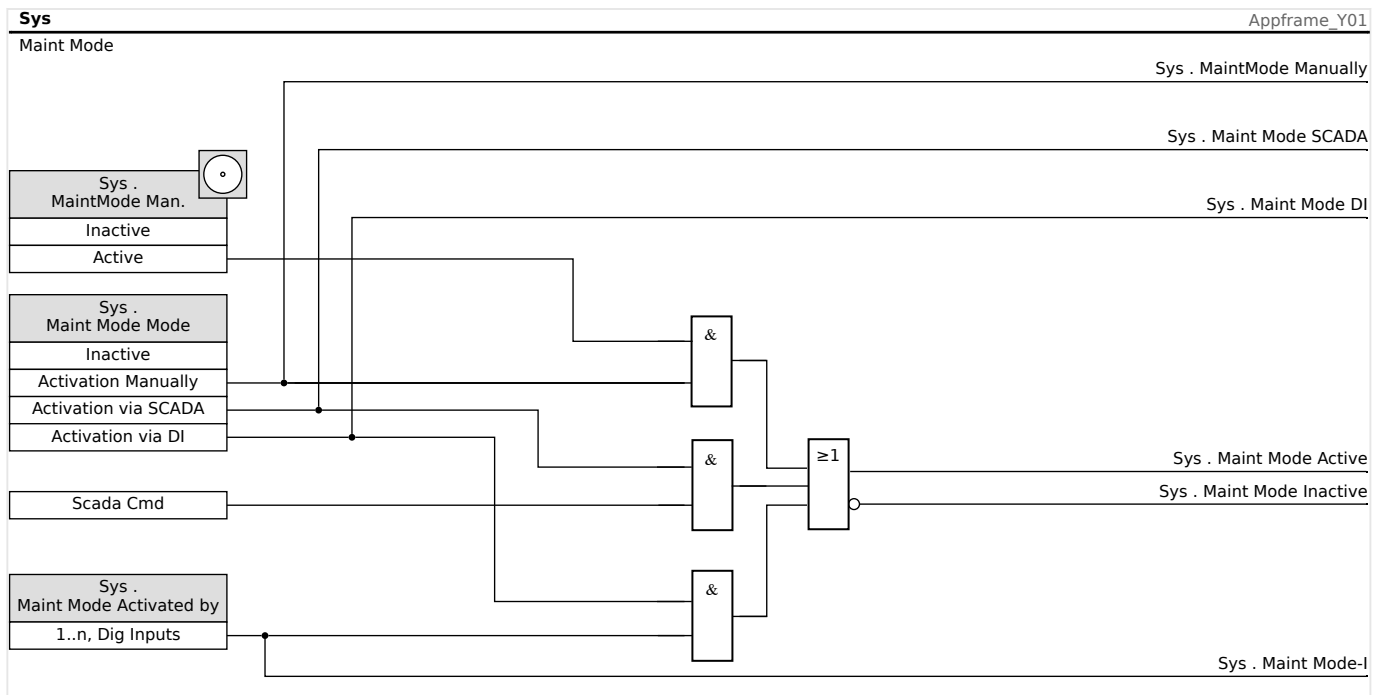 Sys
Appframe_Y01
Maint Mode
Sys . MaintMode Manually
Sys . Maint Mode SCADA
Sys . Maint Mode DI
Sys .
MaintMode Man.
Inactive
Active
Sys .
Maint Mode Mode
Inactive
Activation Manually
Activation via SCADA
Activation via DI
&
&
≥1
Sys . Maint Mode Active
Sys . Maint Mode Inactive
Scada Cmd
Sys .
Maint Mode Activated by
1..n, Dig Inputs
&
Sys . Maint Mode-I